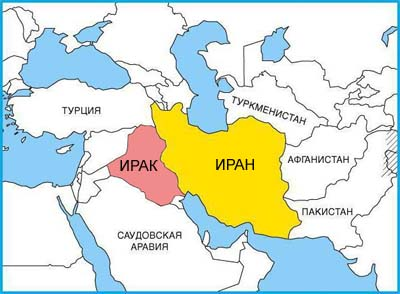 ТУРЦИЯ
ТУРКМЕНИСТАН
ИРАК
ИРАН
АФГАНИСТАН
ПАКИСТАН
САУДОВСКАЯ
АРАВИЯ